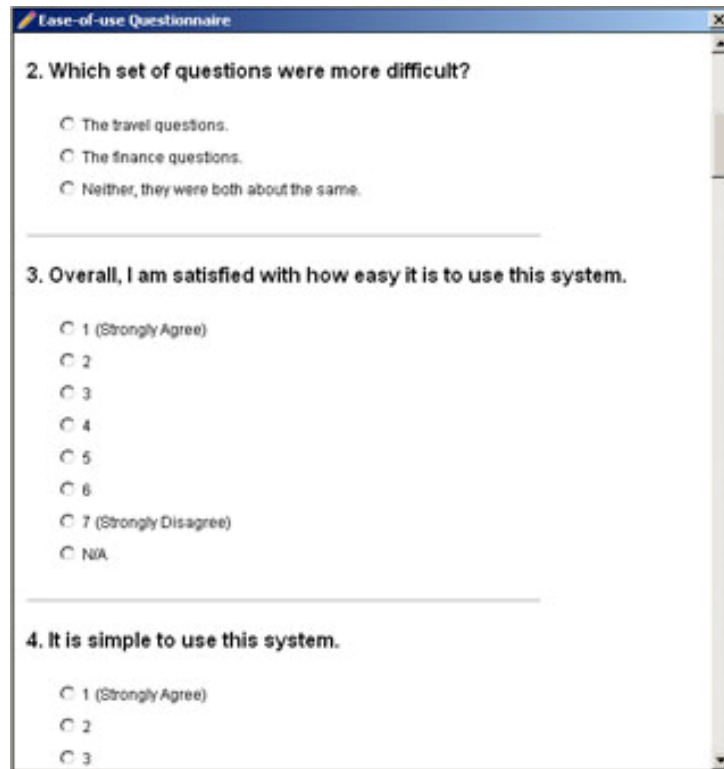 Ease-of-use Questionnaire
2. Which set of questions were more difficult?
The travel questions.
The finance questions.
Neither, they were both about the same.
3. Overall, I am satisfied with how easy it is to use this system.
1 (Strongly Agree)
2
3
4
5
6
7 (Strongly Disagree)
N/A
4. It is simple to use this system.
1 (Strongly Agree)
2
3